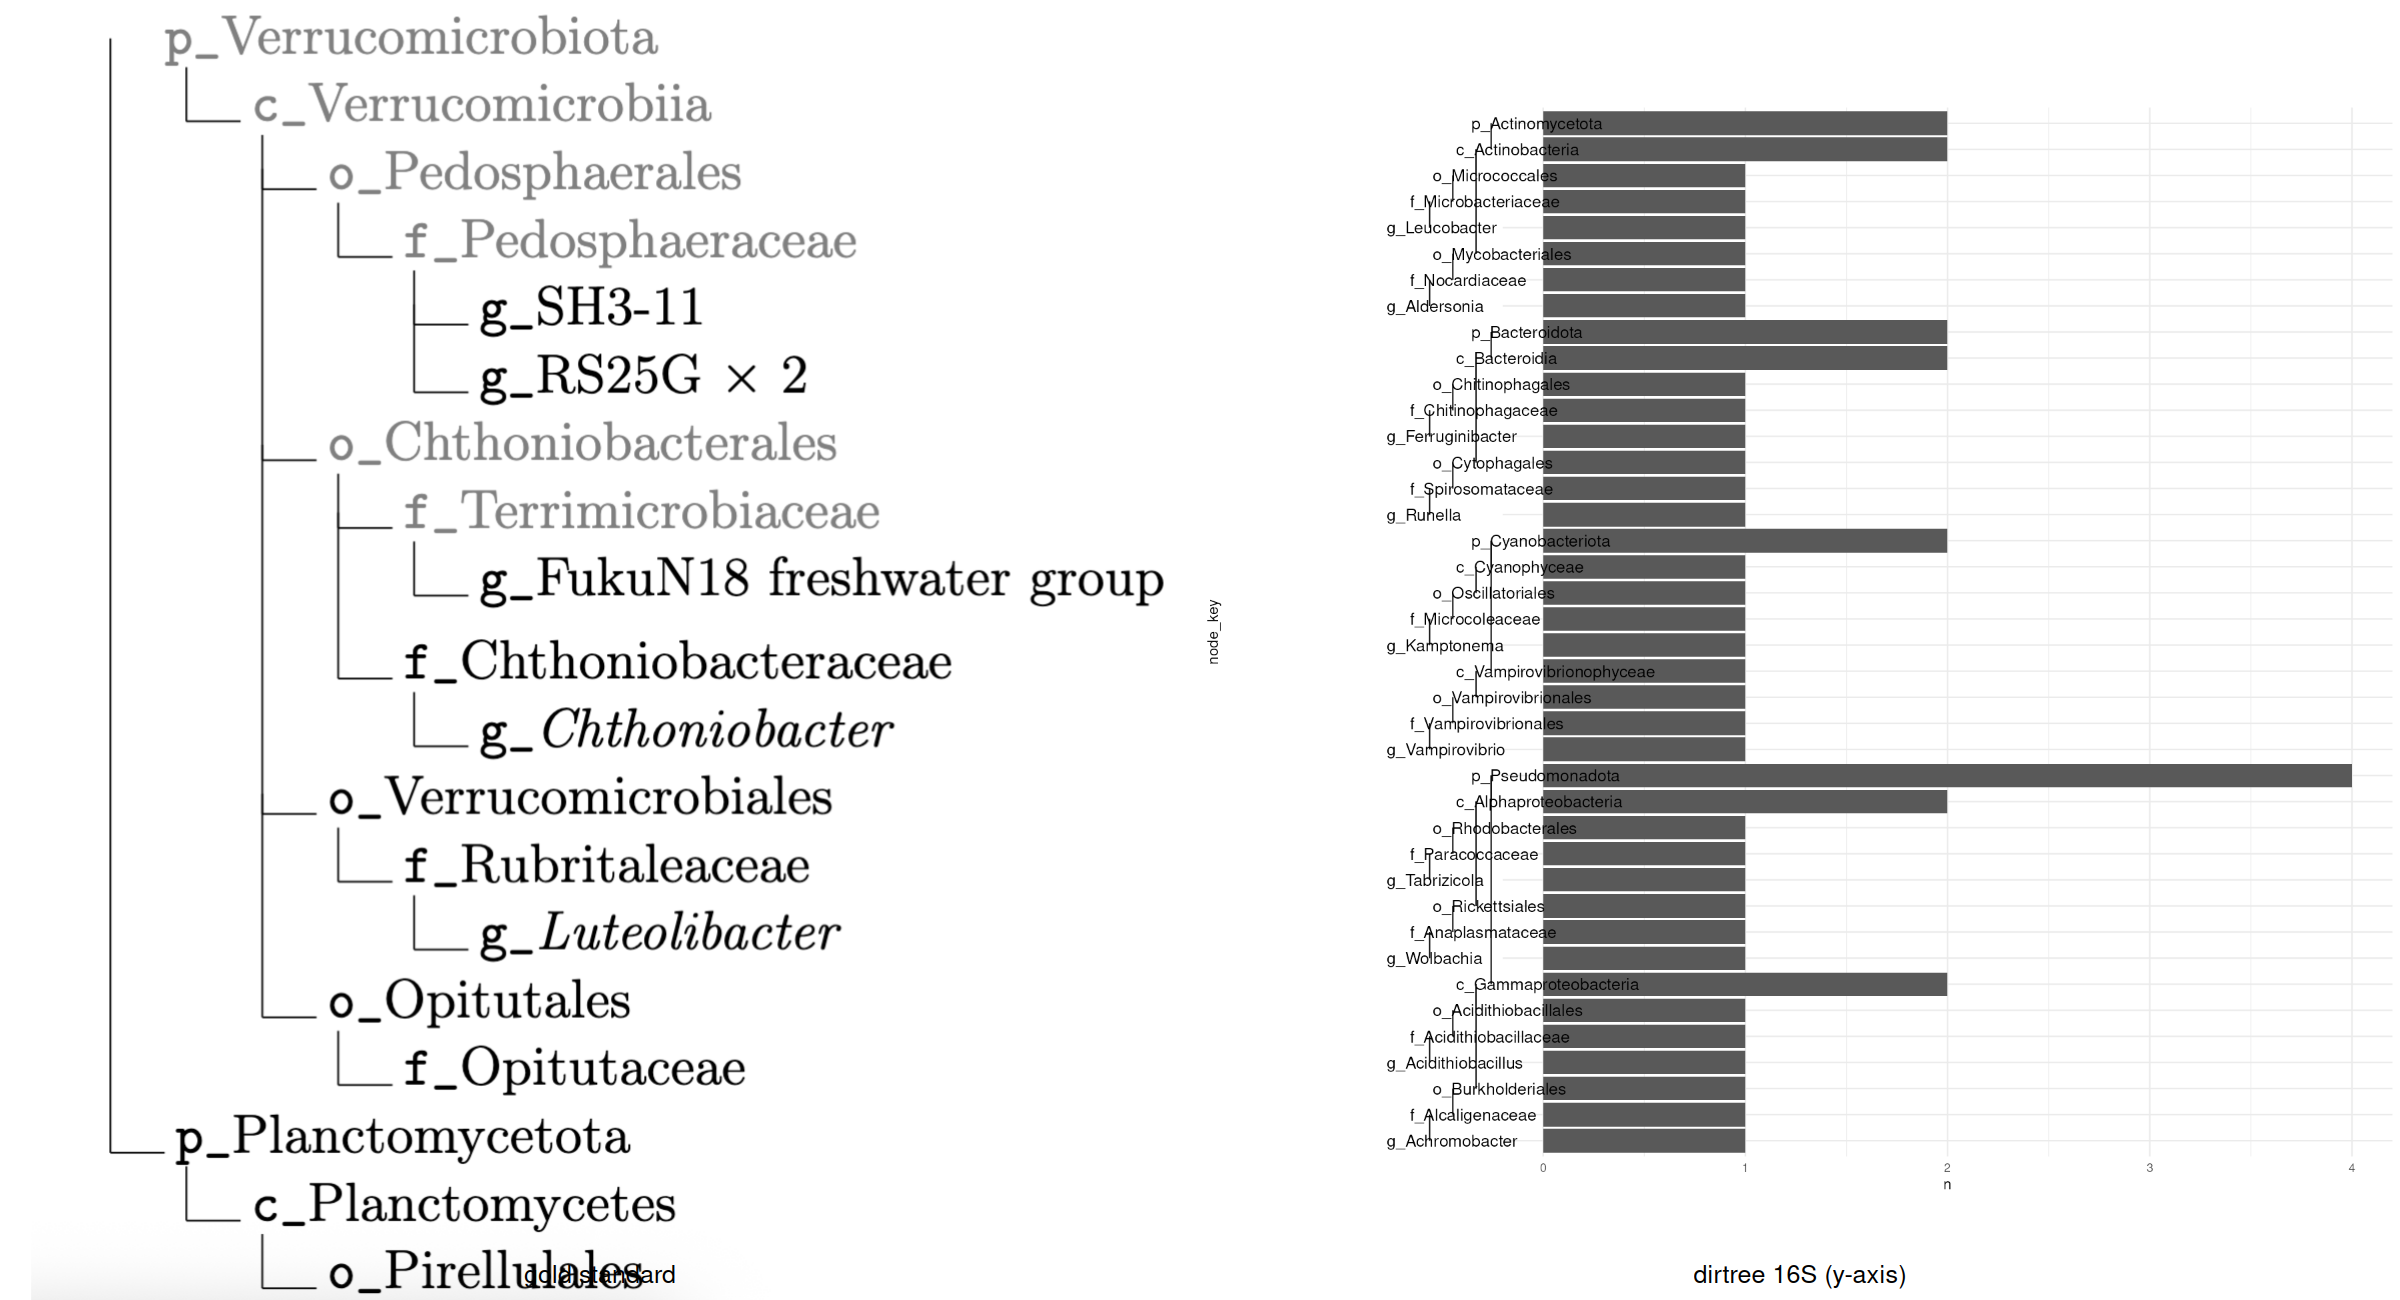 p_Verrucomicrobiota
c_Verrucomicrobiia
o_Pedosphaerales
f_Pedosphaeraceae
g_SH3-11
g_RS25G × 2
o_Chthoniobacterales
f_Terrimicrobiaceae
g_FukuN18 freshwater group
f_Chthoniobacteraceae
g_Chthoniobacter
o_Verrucomicrobiales
f_Rubritaleaceae
g_Luteolibacter
o_Opitutales
f_Opitutaceae
p_Planctomycetota
c_Planctomycetes
o_Pirellulales
gold standard
node_key
p_Actinomycetota
c_Actinobacteria
o_Micrococcales
f_Microbacteriaceae
g_Leucobacter
o_Mycobacteriales
f_Nocardiaceae
g_Aldersonia
p_Bacteroidota
c_Bacteroidia
o_Chitinophagales
f_Chitinophagaceae
g_Ferruginibacter
o_Cytophagales
f_Spirosomataceae
g_Runella
p_Cyanobacteriota
c_Cyanophyceae
o_Oscillatoriales
f_Microcoleaceae
g_Kamptonema
c_Vampirovibrionophyceae
o_Vampirovibrionales
f_Vampirovibrionales
g_Vampirovibrio
p_Pseudomonadota
c_Alphaproteobacteria
o_Rhodobacterales
f_Paracoccaceae
g_Tabrizicola
o_Rickettsiales
f_Anaplasmataceae
g_Wolbachia
c_Gammaproteobacteria
o_Acidithiobacillales
f_Acidithiobacillaceae
g_Acidithiobacillus
o_Burkholderiales
f_Alcaligenaceae
g_Achromobacter
0 1 2 3 4
n
dirtree 16S (y-axis)